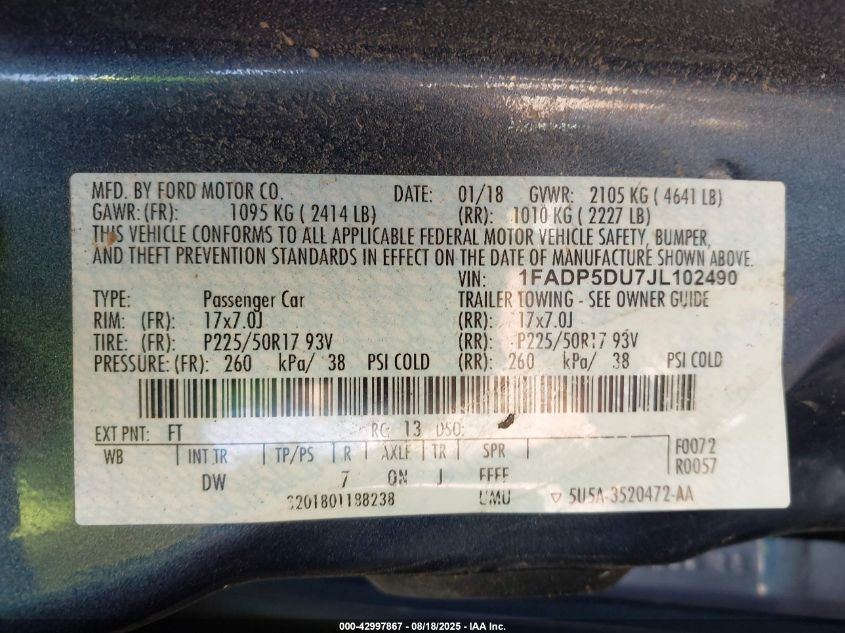 MFD. BY FORD MOTOR CO. DATE: 01/18 GVWR: 2105 KG ( 4641 LB)
GAWR: (FR): 1095 KG ( 2414 LB) (RR): 1010 KG ( 2227 LB)
THIS VEHICLE CONFORMS TO ALL APPLICABLE FEDERAL MOTOR VEHICLE SAFETY, BUMPER,
AND THEFT PREVENTION STANDARDS IN EFFECT ON THE DATE OF MANUFACTURE SHOWN ABOVE.
VIN: 1FADP5DU7JL102490
TYPE: Passenger Car TRAILER TOWING - SEE OWNER GUIDE
RIM: (FR): 17x7.0J (RR): 17x7.0J
TIRE: (FR): P225/50R17 93V (RR): P225/50R17 93V
PRESSURE: (FR): 260 kPa/ 38 PSI COLD (RR): 260 kPa/ 38 PSI COLD
EXT PNT: FT RC: 13 DSO:
WB INT TR TP/PS R AXLE TR SPR F0072
R0057
DW 7 ON J FFFF
UMU 5U5A-3520472-AA
000-42997867 - 08/18/2025 - IAA Inc.